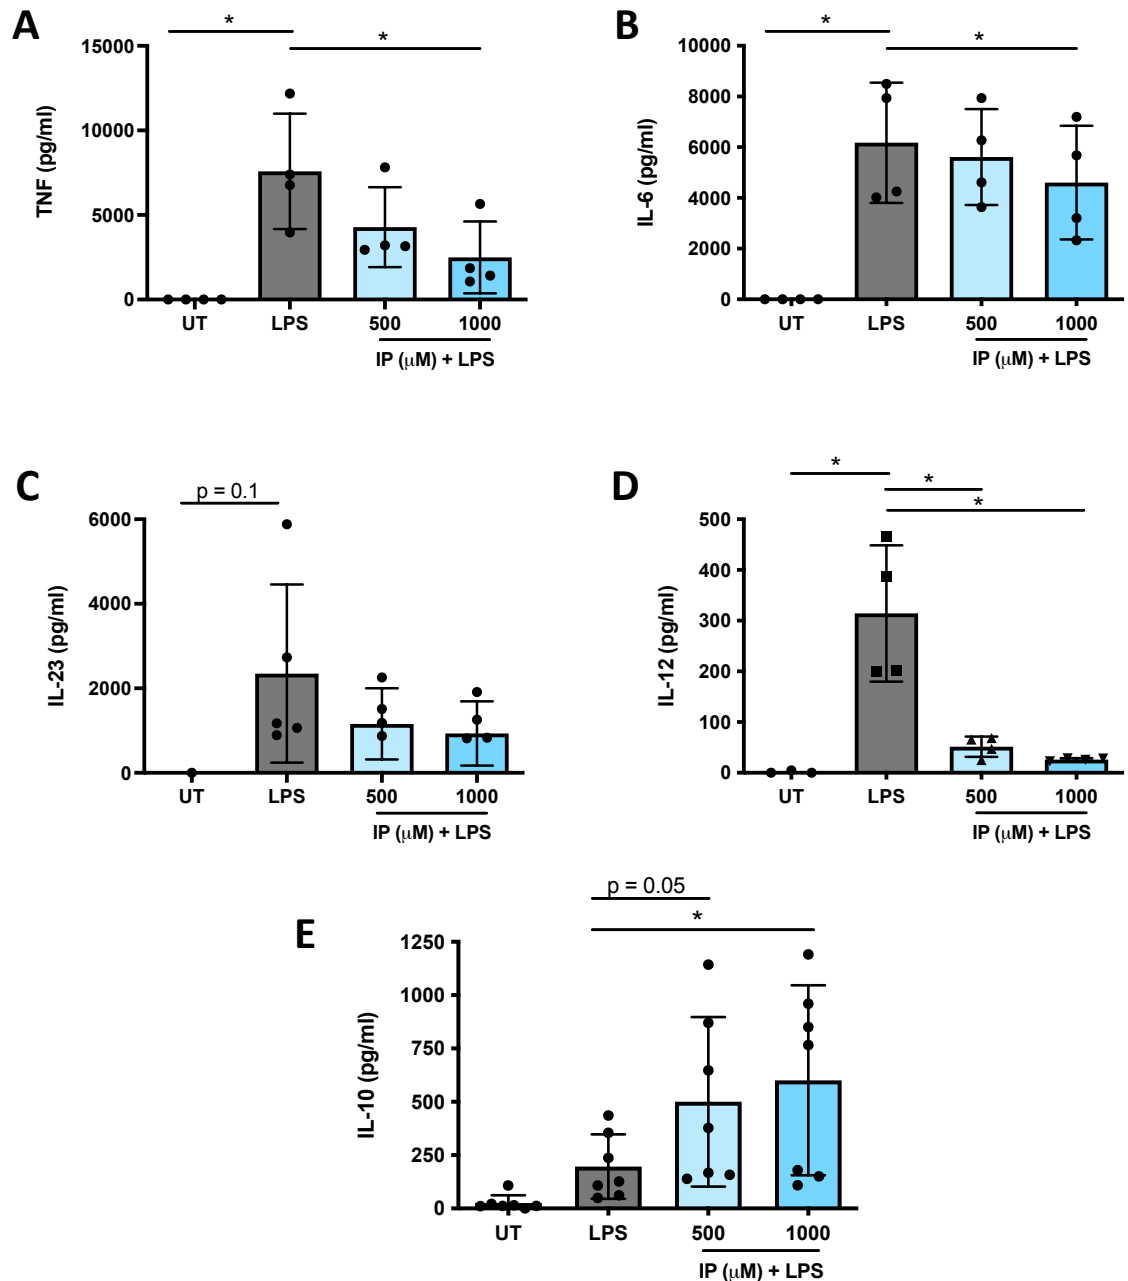 A
*
*
15000
10000
5000
0
TNF (pg/ml)
UT LPS 500 1000
IP (μM) + LPS
B
*
*
10000
8000
6000
4000
2000
0
IL-6 (pg/ml)
UT LPS 500 1000
IP (μM) + LPS
C
p = 0.1
6000
4000
2000
0
IL-23 (pg/ml)
UT LPS 500 1000
IP (μM) + LPS
D
*
*
*
500
400
300
200
100
0
IL-12 (pg/ml)
UT LPS 500 1000
IP (μM) + LPS
E
p = 0.05
*
1250
1000
750
500
250
0
IL-10 (pg/ml)
UT LPS 500 1000
IP (μM) + LPS